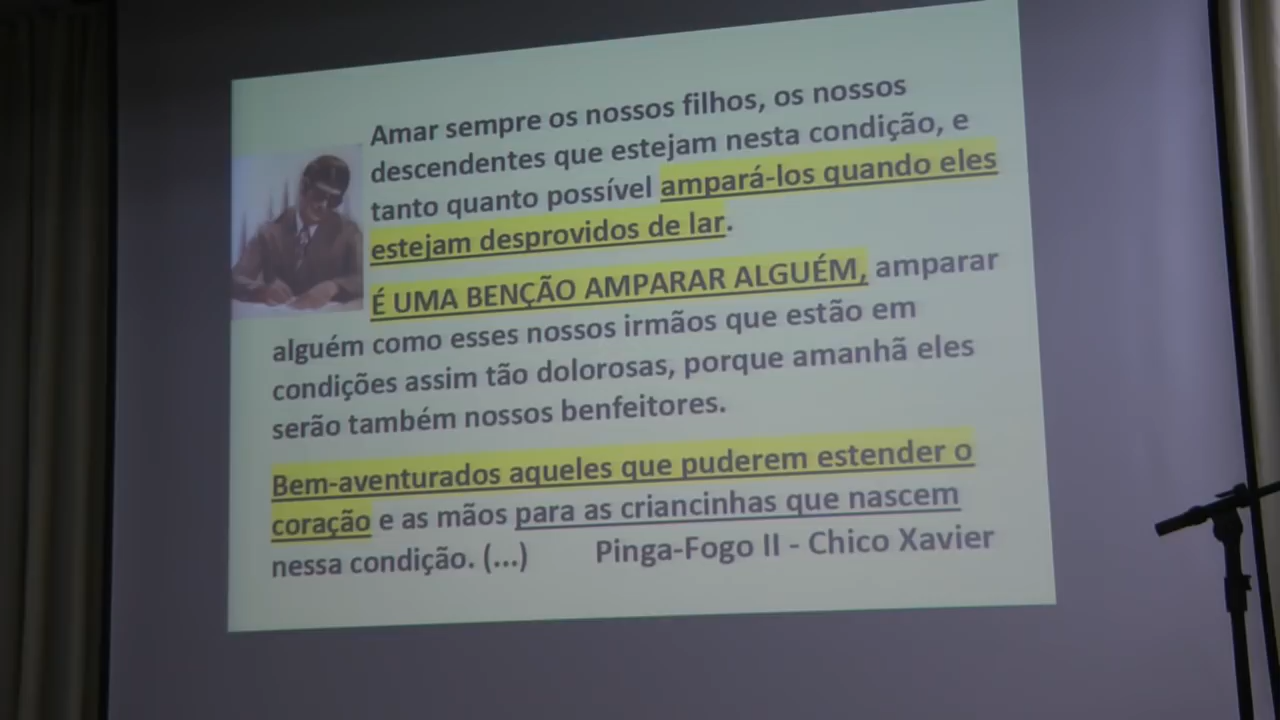 Amar sempre os nossos filhos, os nossos
descendentes que estejam nesta condição, e
tanto quanto possível ampará-los quando eles
estejam desprovidos de lar.
É UMA BENÇÃO AMPARAR ALGUÉM, amparar
alguém como esses nossos irmãos que estão em
condições assim tão dolorosas, porque amanhã eles
serão também nossos benfeitores.
Bem-aventurados aqueles que puderem estender o
coração e as mãos para as criancinhas que nascem
nessa condição. (...) Pinga-Fogo II - Chico Xavier